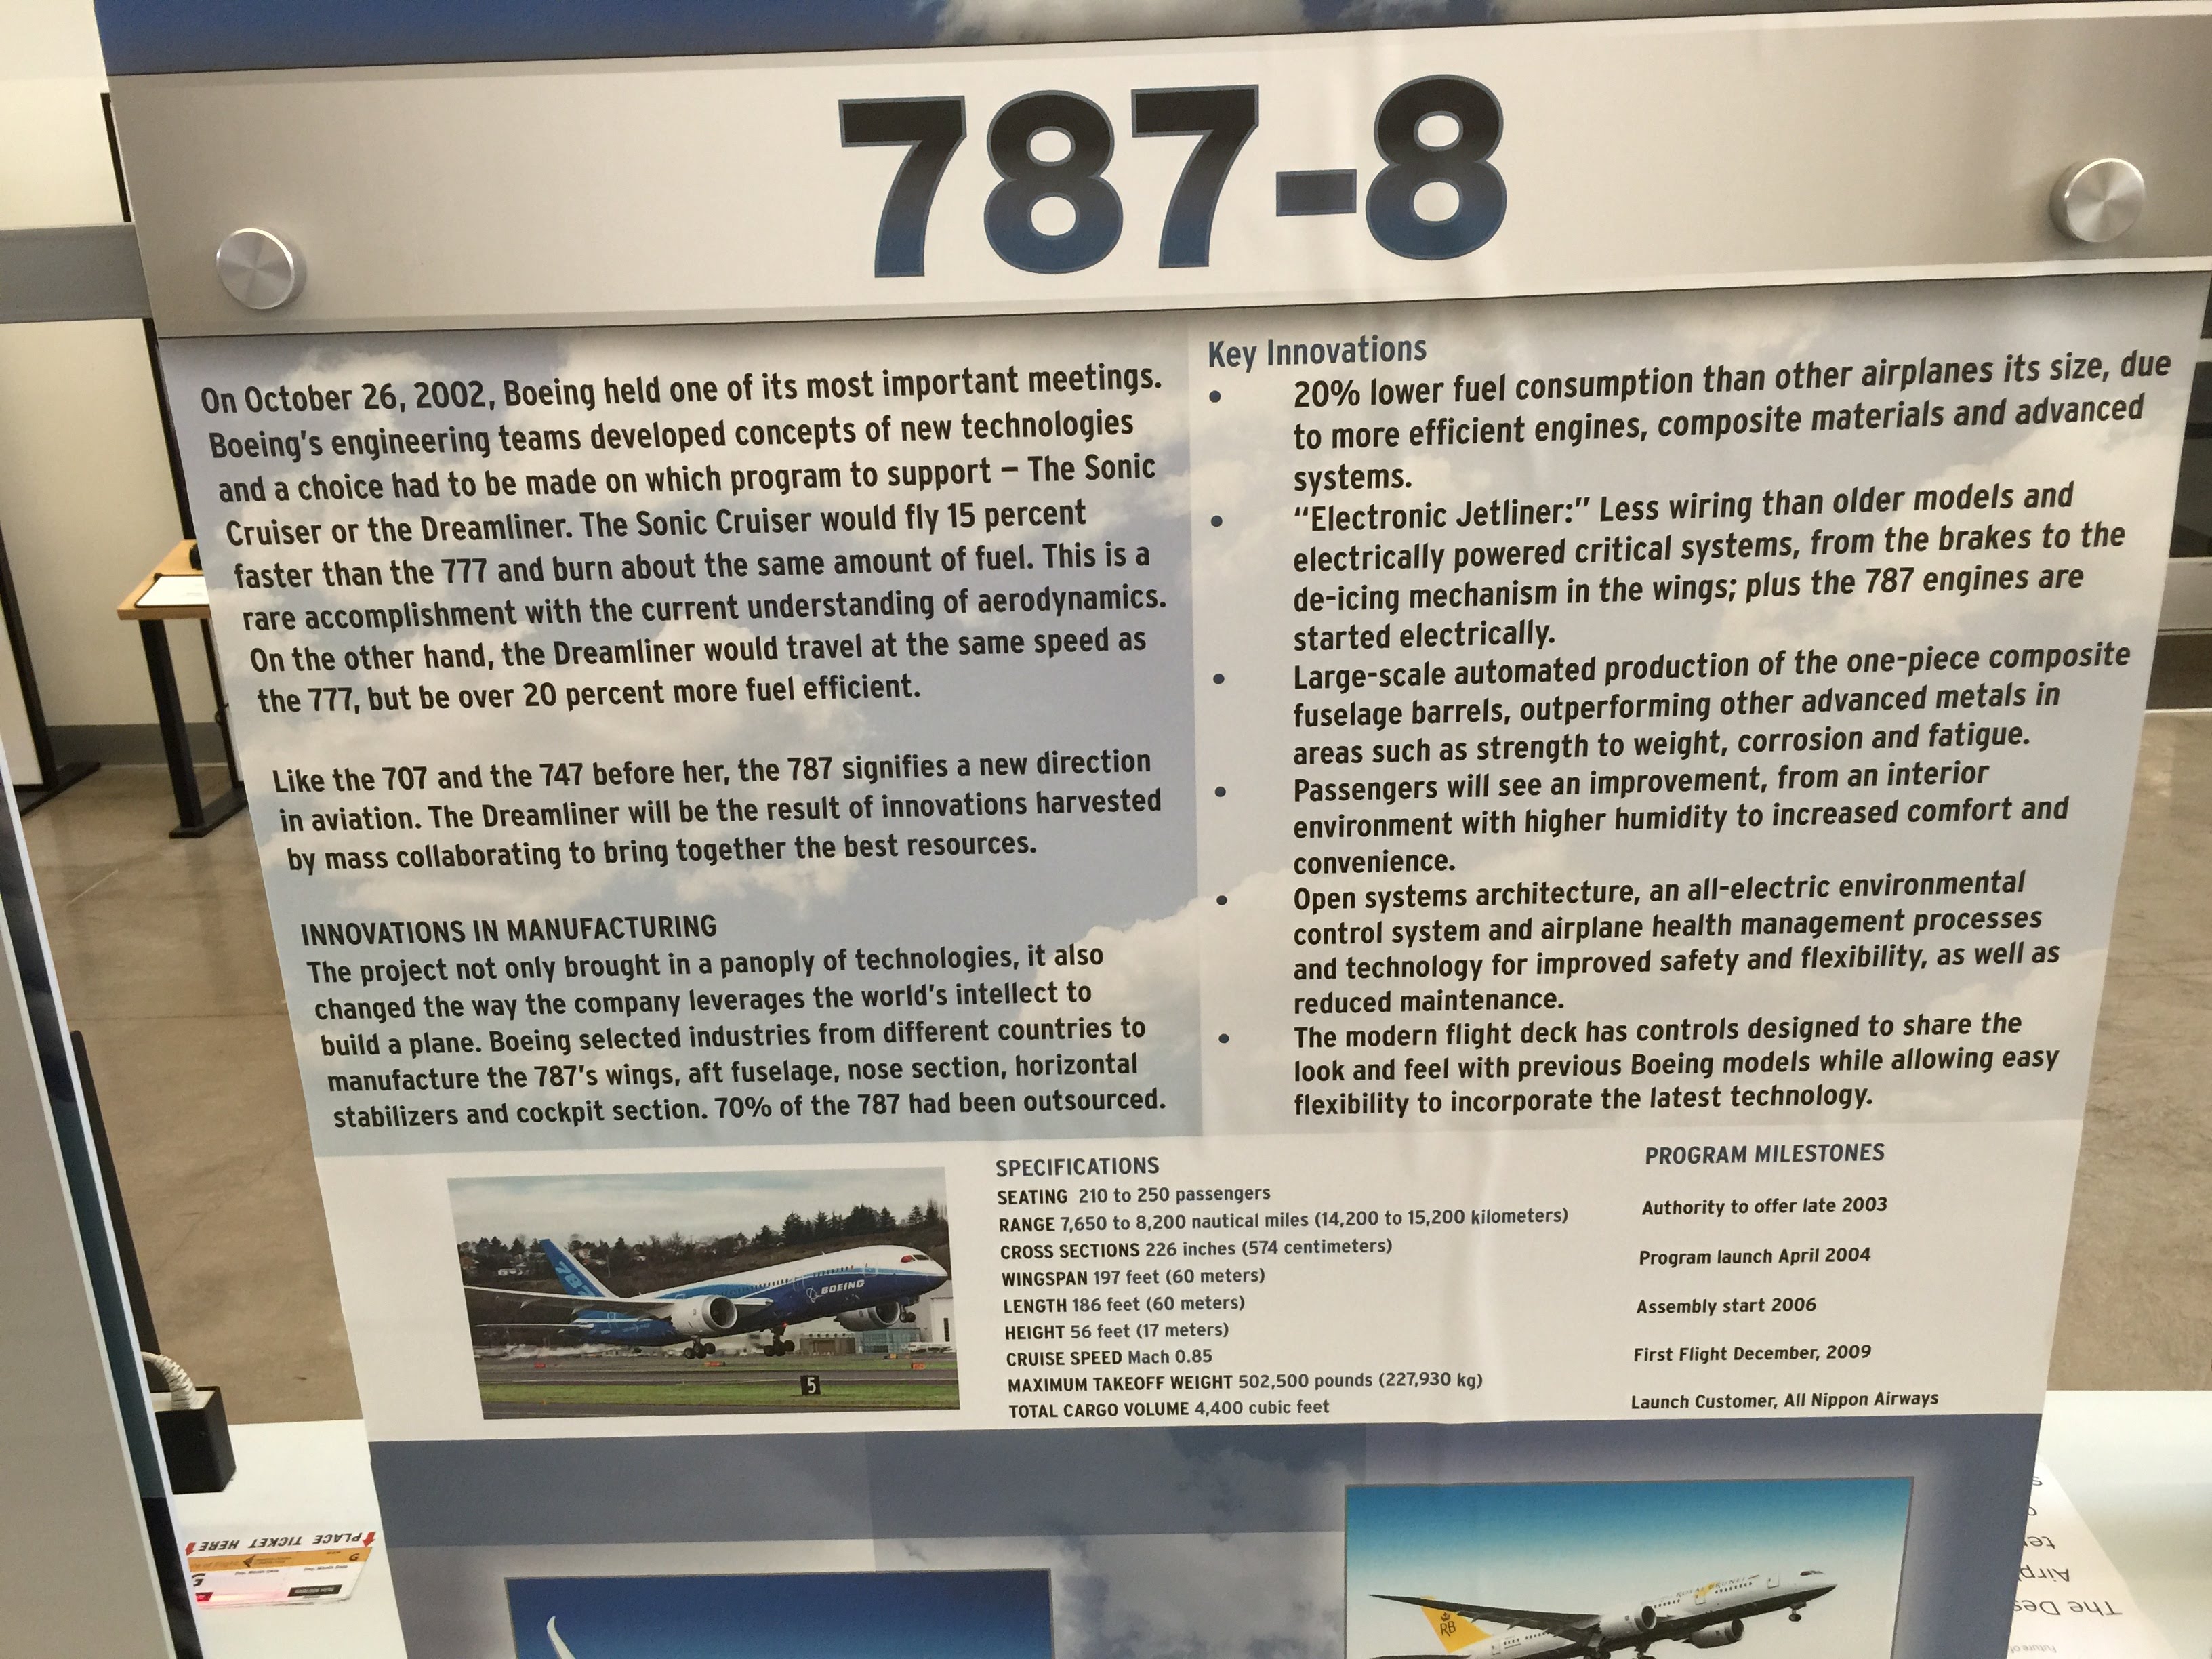 787-8
On October 26, 2002, Boeing held one of its most important meetings.
Boeing's engineering teams developed concepts of new technologies
and a choice had to be made on which program to support – The Sonic
Cruiser or the Dreamliner. The Sonic Cruiser would fly 15 percent
faster than the 777 and burn about the same amount of fuel. This is a
rare accomplishment with the current understanding of aerodynamics.
On the other hand, the Dreamliner would travel at the same speed as
the 777, but be over 20 percent more fuel efficient.
Like the 707 and the 747 before her, the 787 signifies a new direction
in aviation. The Dreamliner will be the result of innovations harvested
by mass collaborating to bring together the best resources.
INNOVATIONS IN MANUFACTURING
The project not only brought in a panoply of technologies, it also
changed the way the company leverages the world's intellect to
build a plane. Boeing selected industries from different countries to
manufacture the 787's wings, aft fuselage, nose section, horizontal
stabilizers and cockpit section. 70% of the 787 had been outsourced.
Key Innovations
• 20% lower fuel consumption than other airplanes its size, due
to more efficient engines, composite materials and advanced
systems.
• "Electronic Jetliner:" Less wiring than older models and
electrically powered critical systems, from the brakes to the
de-icing mechanism in the wings; plus the 787 engines are
started electrically.
• Large-scale automated production of the one-piece composite
fuselage barrels, outperforming other advanced metals in
areas such as strength to weight, corrosion and fatigue.
• Passengers will see an improvement, from an interior
environment with higher humidity to increased comfort and
convenience.
• Open systems architecture, an all-electric environmental
control system and airplane health management processes
and technology for improved safety and flexibility, as well as
reduced maintenance.
• The modern flight deck has controls designed to share the
look and feel with previous Boeing models while allowing easy
flexibility to incorporate the latest technology.
787
BOEING
5
SPECIFICATIONS
SEATING 210 to 250 passengers
RANGE 7,650 to 8,200 nautical miles (14,200 to 15,200 kilometers)
CROSS SECTIONS 226 inches (574 centimeters)
WINGSPAN 197 feet (60 meters)
LENGTH 186 feet (60 meters)
HEIGHT 56 feet (17 meters)
CRUISE SPEED Mach 0.85
MAXIMUM TAKEOFF WEIGHT 502,500 pounds (227,930 kg)
TOTAL CARGO VOLUME 4,400 cubic feet
PROGRAM MILESTONES
Authority to offer late 2003
Program launch April 2004
Assembly start 2006
First Flight December, 2009
Launch Customer, All Nippon Airways
PLACE TICKET HERE
RB
ROYAL BRUNEI
The Des